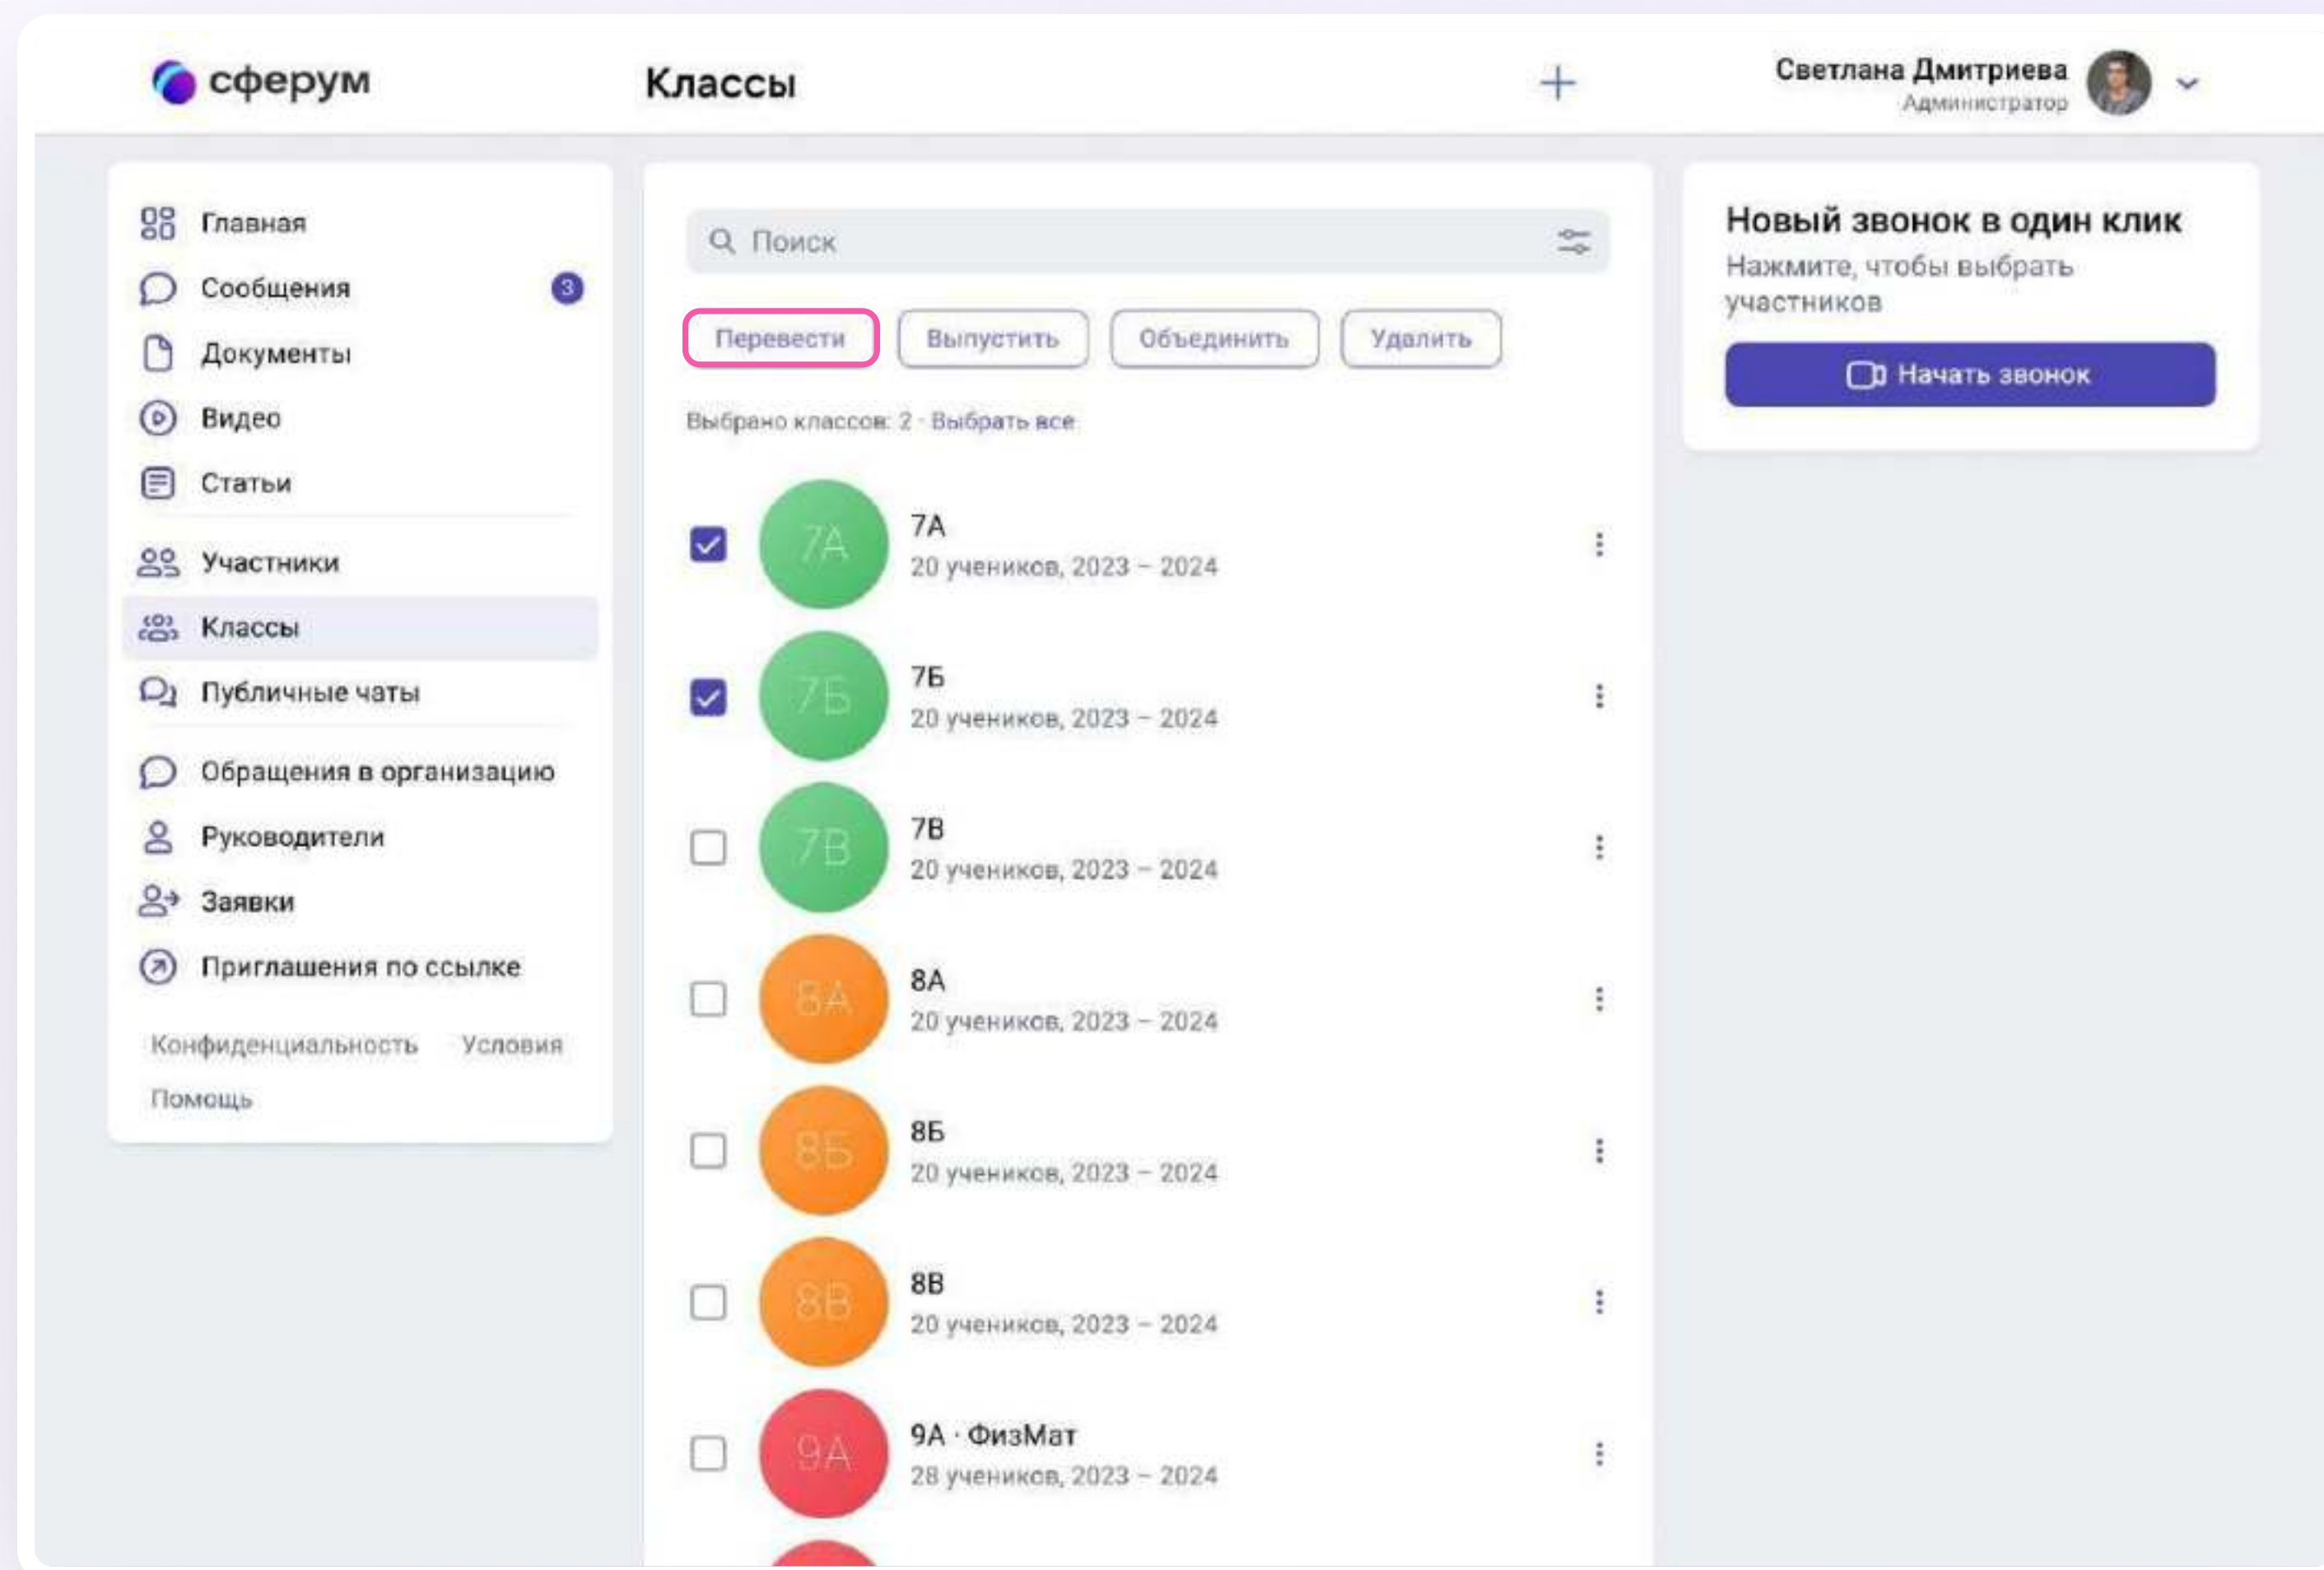 сферум
Классы
Светлана Дмитриева
Администратор
Главная
Сообщения
3
Документы
Видео
Статьи
Участники
Классы
Публичные чаты
Обращения в организацию
Руководители
Заявки
Приглашения по ссылке
Конфиденциальность Условия
Помощь
Поиск
Перевести Выпустить Объединить Удалить
Выбрано классов: 2 · Выбрать все
7А
7А
20 учеников, 2023 – 2024
7Б
7Б
20 учеников, 2023 – 2024
7В
7В
20 учеников, 2023 – 2024
8А
8А
20 учеников, 2023 – 2024
8Б
8Б
20 учеников, 2023 – 2024
8В
8В
20 учеников, 2023 – 2024
9А
9А · ФизМат
28 учеников, 2023 – 2024
Новый звонок в один клик
Нажмите, чтобы выбрать
участников
Начать звонок